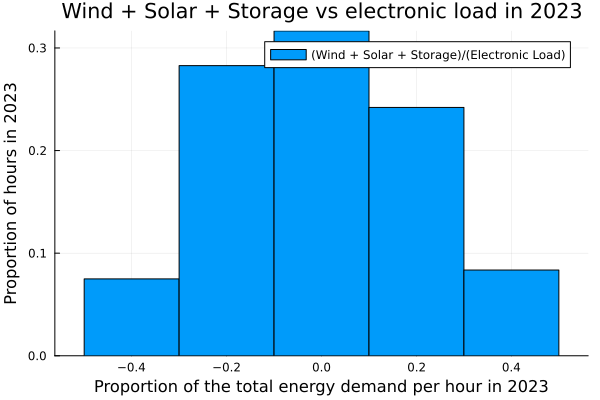 Wind + Solar + Storage vs electronic load in 2023
(Wind + Solar + Storage)/(Electronic Load)
Proportion of hours in 2023
0.3
0.2
0.1
0.0
−0.4 −0.2 0.0 0.2 0.4
Proportion of the total energy demand per hour in 2023